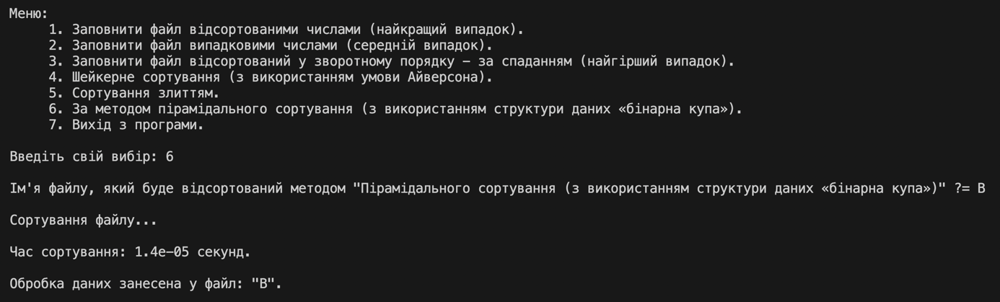 Меню:
1. Заповнити файл відсортованими числами (найкращий випадок).
2. Заповнити файл випадковими числами (середній випадок).
3. Заповнити файл відсортований у зворотному порядку – за спаданням (найгірший випадок).
4. Шейкерне сортування (з використанням умови Айверсона).
5. Сортування злиттям.
6. За методом пірамідального сортування (з використанням структури даних «бінарна купа»).
7. Вихід з програми.
Введіть свій вибір: 6
Ім'я файлу, який буде відсортований методом "Пірамідального сортування (з використанням структури даних «бінарна купа»)" ?= B
Сортування файлу...
Час сортування: 1.4e-05 секунд.
Обробка даних занесена у файл: "B".